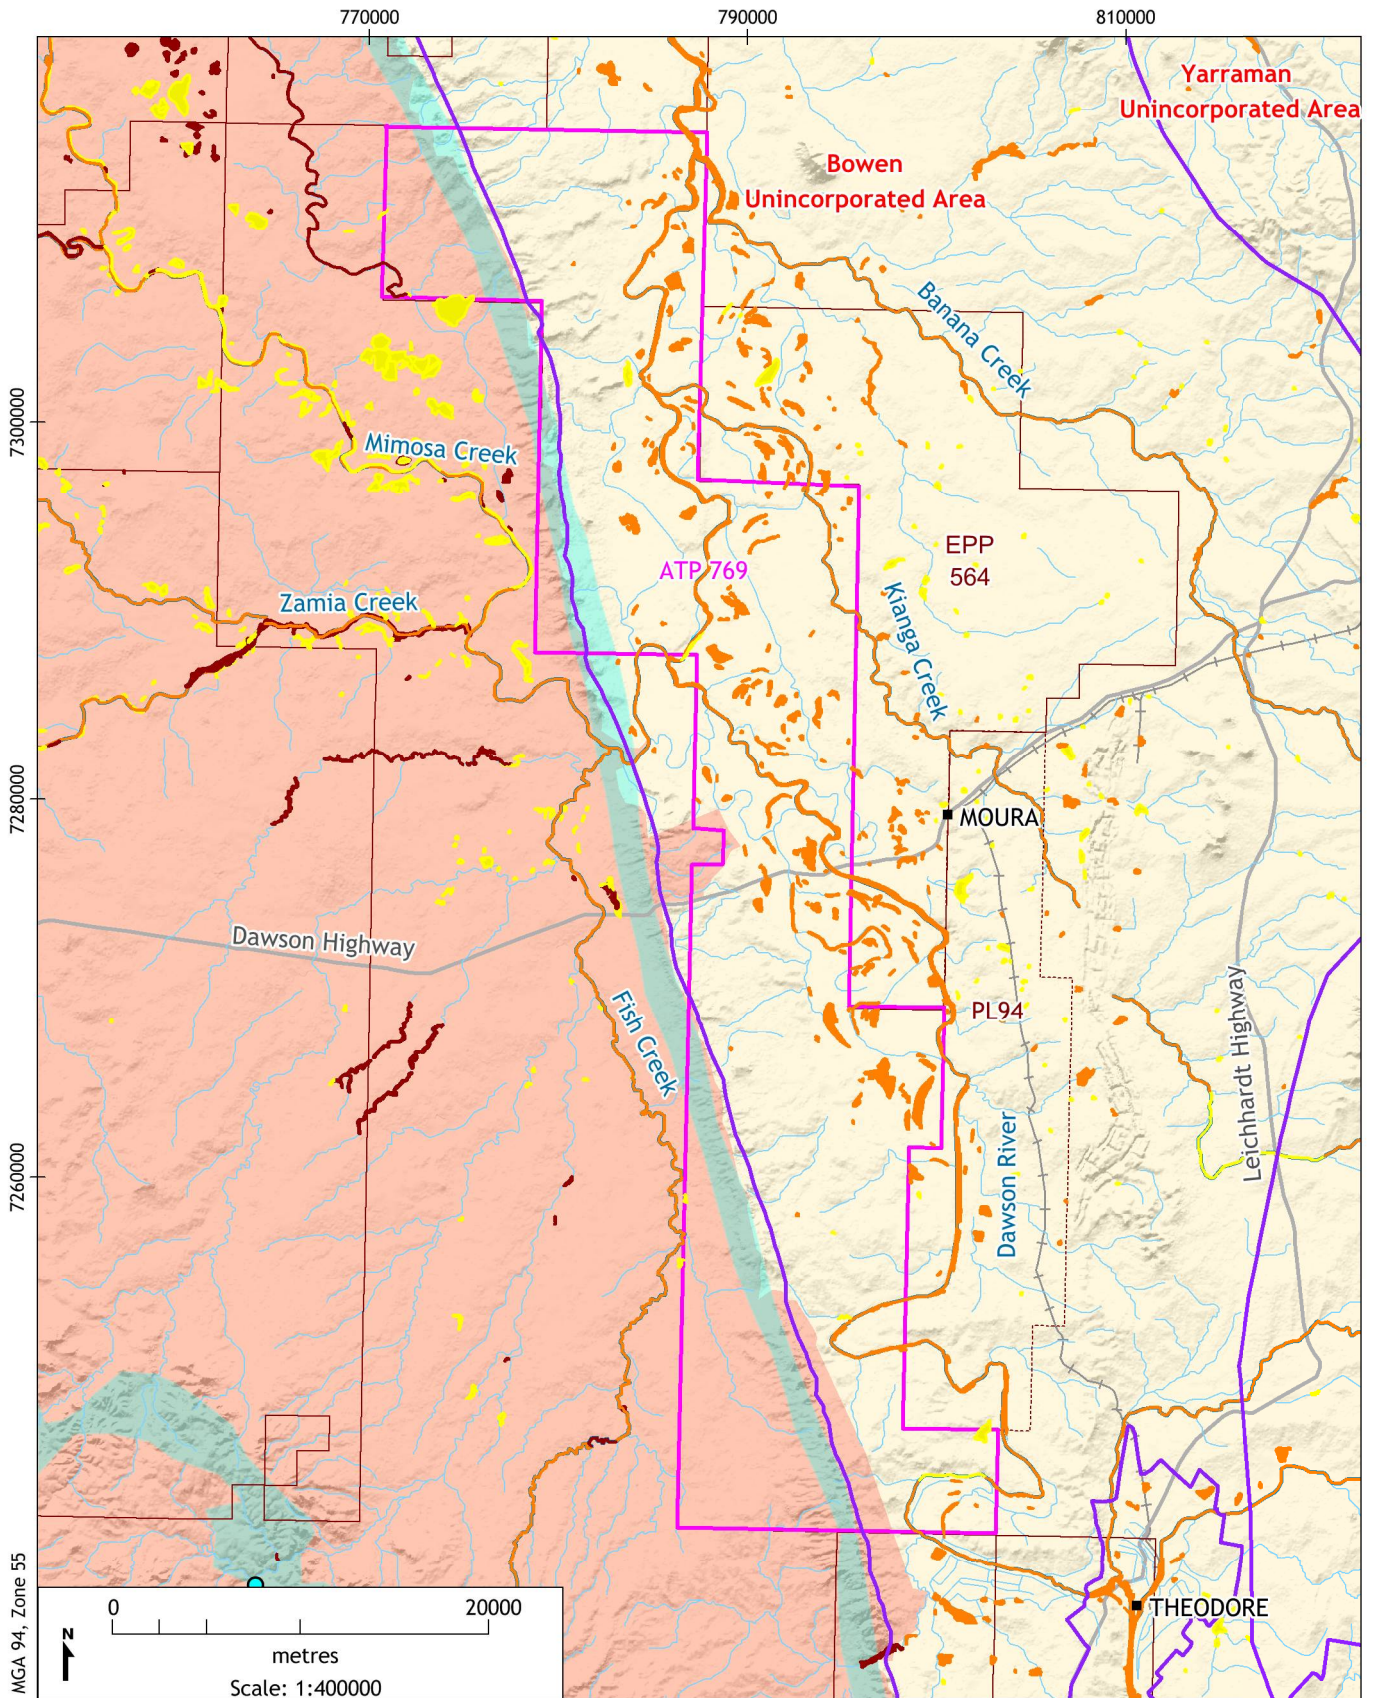 770000
790000
810000
Yarraman
Unincorporated Area
Bowen
Unincorporated Area
Banana Creek
7300000
Mimosa Creek
EPP
564
ATP 769
Zamia Creek
Kianga Creek
7280000
MOURA
Dawson Highway
Fish Creek
PL94
Leichhardt Highway
Dawson River
7260000
MGA 94, Zone 55
0
20000
N
metres
Scale: 1:400000
THEODORE